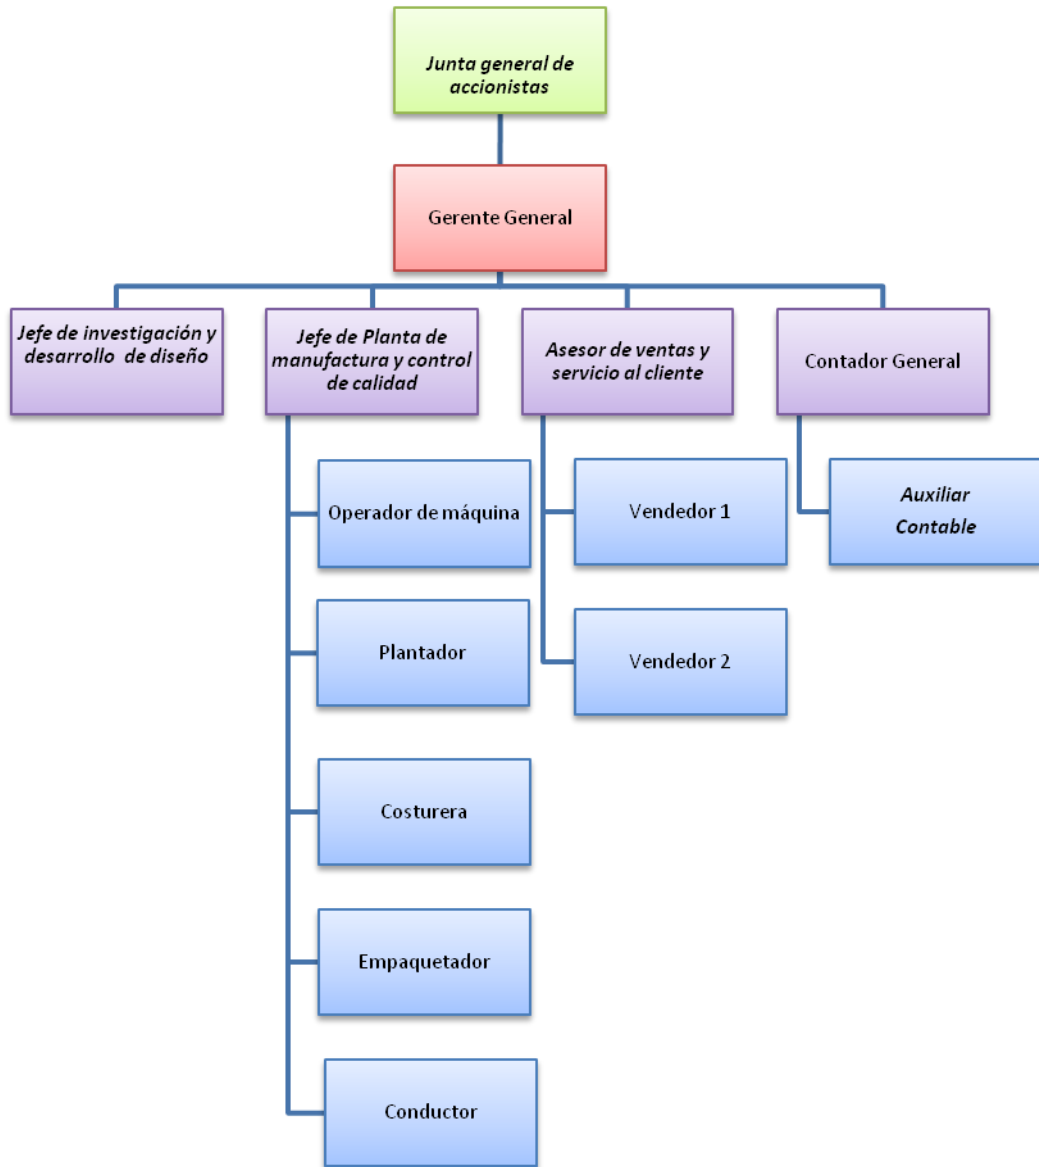 Junta general de
accionistas
Gerente General
Jefe de investigación y
desarrollo de diseño
Jefe de Planta de
manufactura y control
de calidad
Asesor de ventas y
servicio al cliente
Contador General
Operador de máquina
Plantador
Costurera
Empaquetador
Conductor
Vendedor 1
Vendedor 2
Auxiliar
Contable